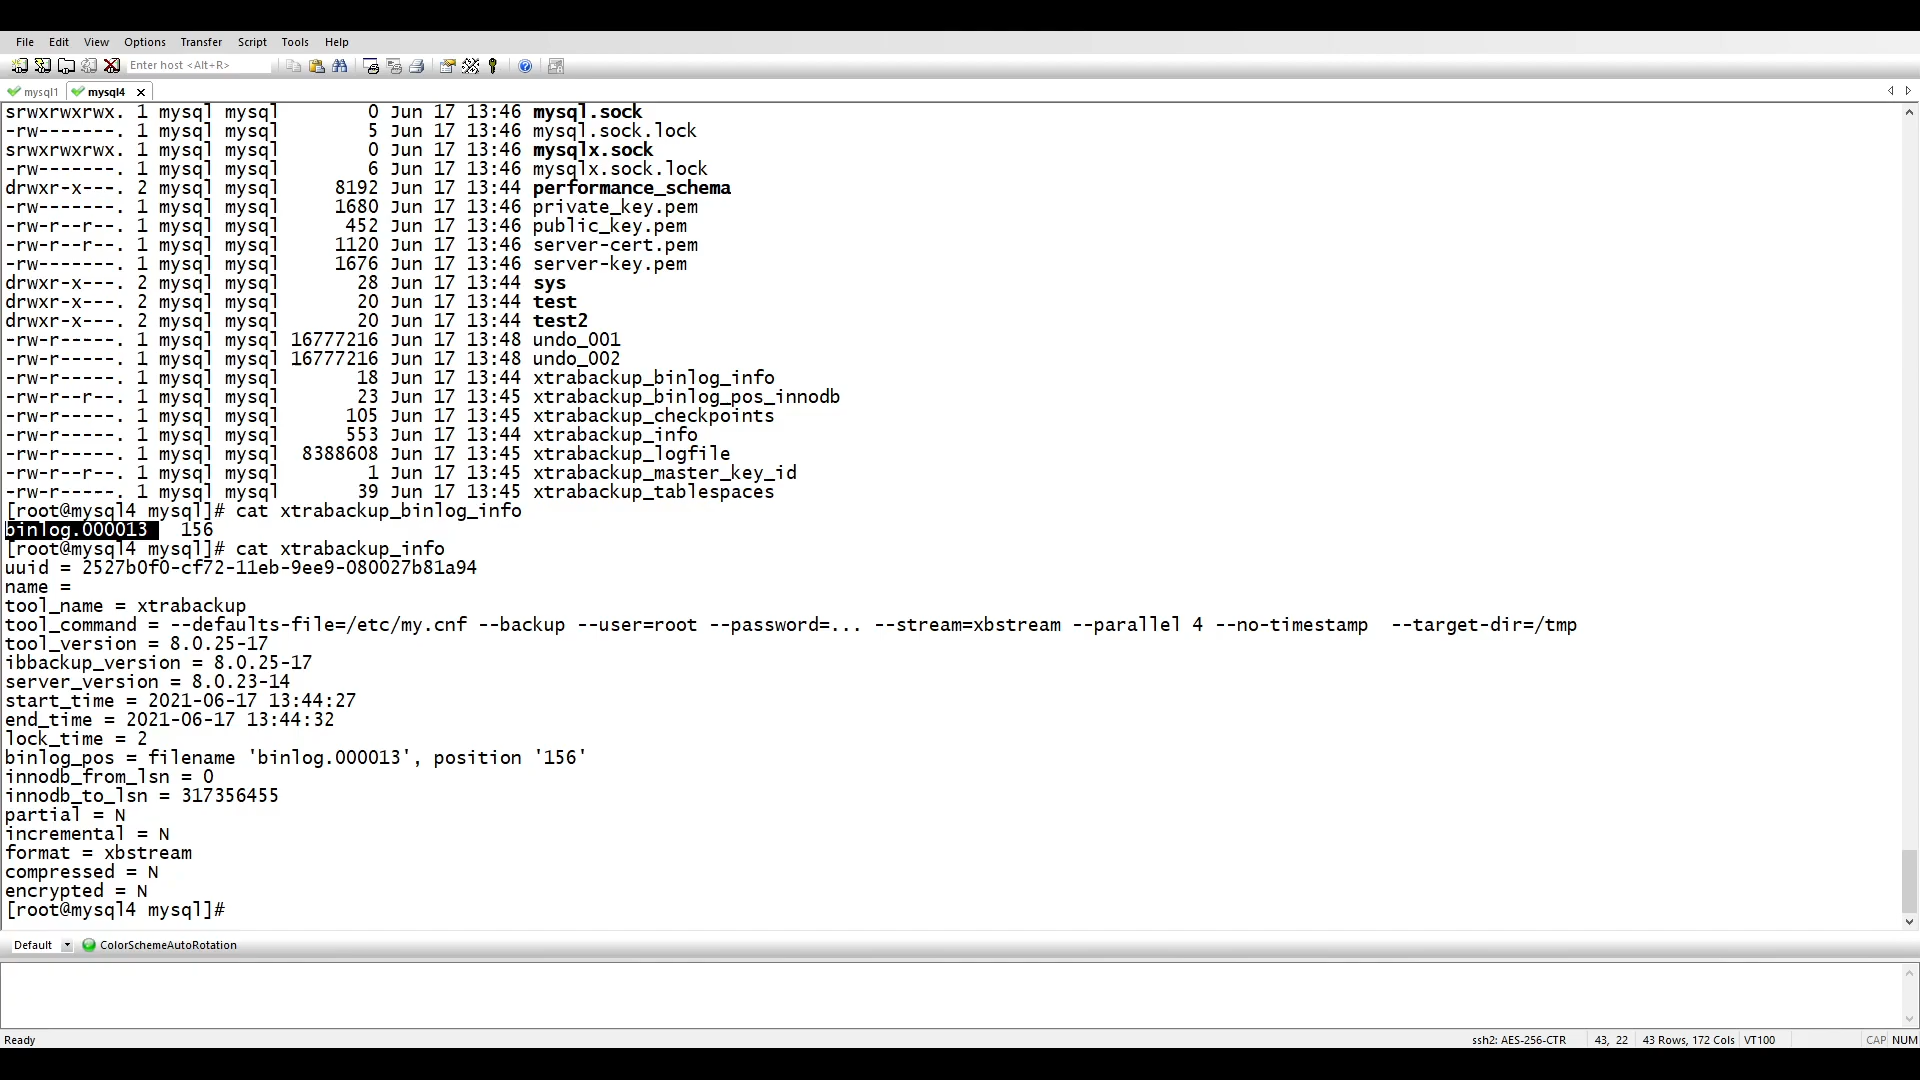 File Edit View Options Transfer Script Tools Help
Enter host <Alt+R>
mysql1 mysql4
srwxrwxrwx. 1 mysql mysql 0 Jun 17 13:46 mysql.sock
-rw-------. 1 mysql mysql 5 Jun 17 13:46 mysql.sock.lock
srwxrwxrwx. 1 mysql mysql 0 Jun 17 13:46 mysqlx.sock
-rw-------. 1 mysql mysql 6 Jun 17 13:46 mysqlx.sock.lock
drwxr-x---. 2 mysql mysql 8192 Jun 17 13:44 performance_schema
-rw-------. 1 mysql mysql 1680 Jun 17 13:46 private_key.pem
-rw-r--r--. 1 mysql mysql 452 Jun 17 13:46 public_key.pem
-rw-r--r--. 1 mysql mysql 1120 Jun 17 13:46 server-cert.pem
-rw-------. 1 mysql mysql 1676 Jun 17 13:46 server-key.pem
drwxr-x---. 2 mysql mysql 28 Jun 17 13:44 sys
drwxr-x---. 2 mysql mysql 20 Jun 17 13:44 test
drwxr-x---. 2 mysql mysql 20 Jun 17 13:44 test2
-rw-r-----. 1 mysql mysql 16777216 Jun 17 13:48 undo_001
-rw-r-----. 1 mysql mysql 16777216 Jun 17 13:48 undo_002
-rw-r-----. 1 mysql mysql 18 Jun 17 13:44 xtrabackup_binlog_info
-rw-r--r--. 1 mysql mysql 23 Jun 17 13:45 xtrabackup_binlog_pos_innodb
-rw-r-----. 1 mysql mysql 105 Jun 17 13:45 xtrabackup_checkpoints
-rw-r-----. 1 mysql mysql 553 Jun 17 13:44 xtrabackup_info
-rw-r-----. 1 mysql mysql 8388608 Jun 17 13:45 xtrabackup_logfile
-rw-r--r--. 1 mysql mysql 1 Jun 17 13:45 xtrabackup_master_key_id
-rw-r-----. 1 mysql mysql 39 Jun 17 13:45 xtrabackup_tablespaces
[root@mysql4 mysql]# cat xtrabackup_binlog_info
binlog.000013 156
[root@mysql4 mysql]# cat xtrabackup_info
uuid = 2527b0f0-cf72-11eb-9ee9-080027b81a94
name =
tool_name = xtrabackup
tool_command = --defaults-file=/etc/my.cnf --backup --user=root --password=... --stream=xbstream --parallel 4 --no-timestamp --target-dir=/tmp
tool_version = 8.0.25-17
ibbackup_version = 8.0.25-17
server_version = 8.0.23-14
start_time = 2021-06-17 13:44:27
end_time = 2021-06-17 13:44:32
lock_time = 2
binlog_pos = filename 'binlog.000013', position '156'
innodb_from_lsn = 0
innodb_to_lsn = 317356455
partial = N
incremental = N
format = xbstream
compressed = N
encrypted = N
[root@mysql4 mysql]#
Default ColorSchemeAutoRotation
Ready ssh2: AES-256-CTR 43, 22 43 Rows, 172 Cols VT100 CAP NUM